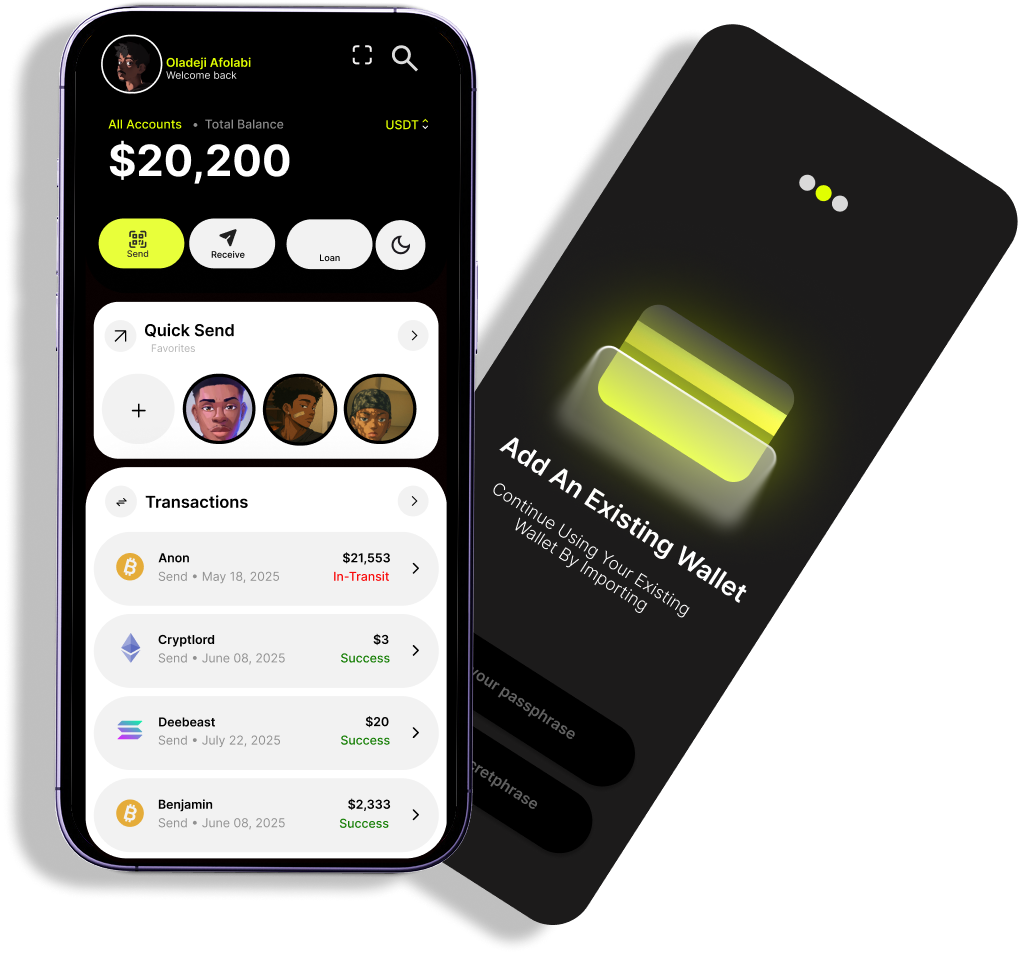 Oladeji Afolabi
Welcome back
All Accounts • Total Balance
USDT
$20,200
Send
Receive
Loan
Quick Send
Favorites
+
Transactions
Anon
$21,553
Send • May 18, 2025
In-Transit
Cryptlord
$3
Send • June 08, 2025
Success
Deebeast
$20
Send • July 22, 2025
Success
Benjamin
$2,333
Send • June 08, 2025
Success
Add An Existing Wallet
Continue Using Your Existing
Wallet By Importing
your passphrase
cretphrase